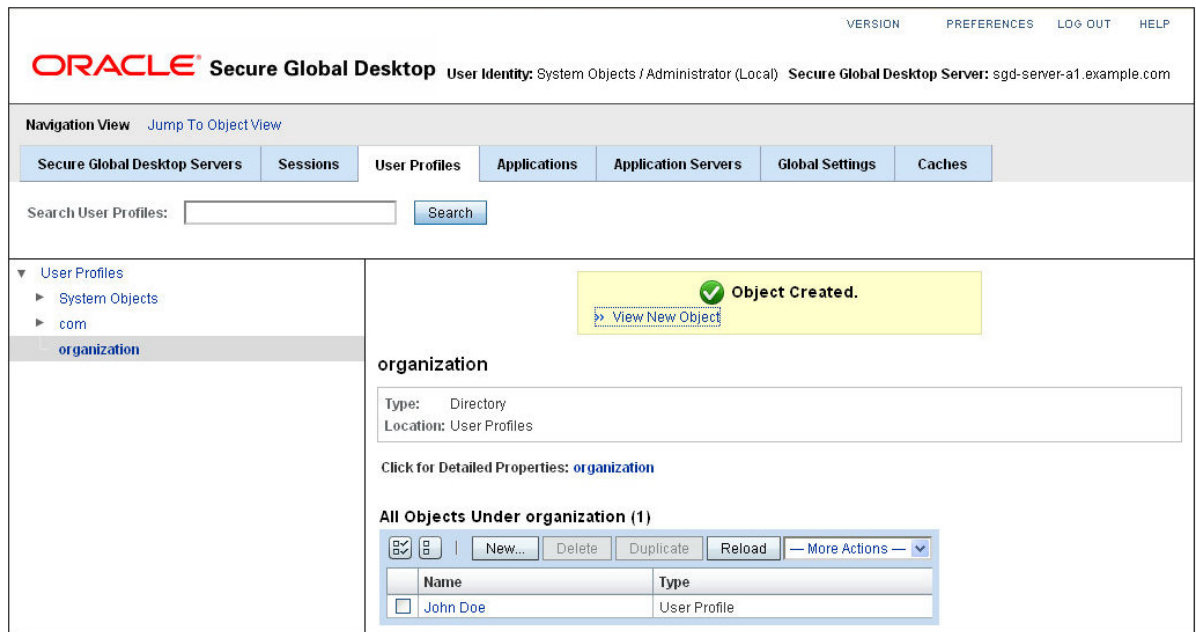 VERSION PREFERENCES LOG OUT HELP
ORACLE® Secure Global Desktop User Identity: System Objects / Administrator (Local) Secure Global Desktop Server: sgd-server-a1.example.com
Navigation View Jump To Object View
Secure Global Desktop Servers Sessions User Profiles Applications Application Servers Global Settings Caches
Search User Profiles: Search
User Profiles
System Objects
com
organization
Object Created.
» View New Object
organization
Type: Directory
Location: User Profiles
Click for Detailed Properties: organization
All Objects Under organization (1)
New... Delete Duplicate Reload — More Actions —
Name Type
John Doe User Profile